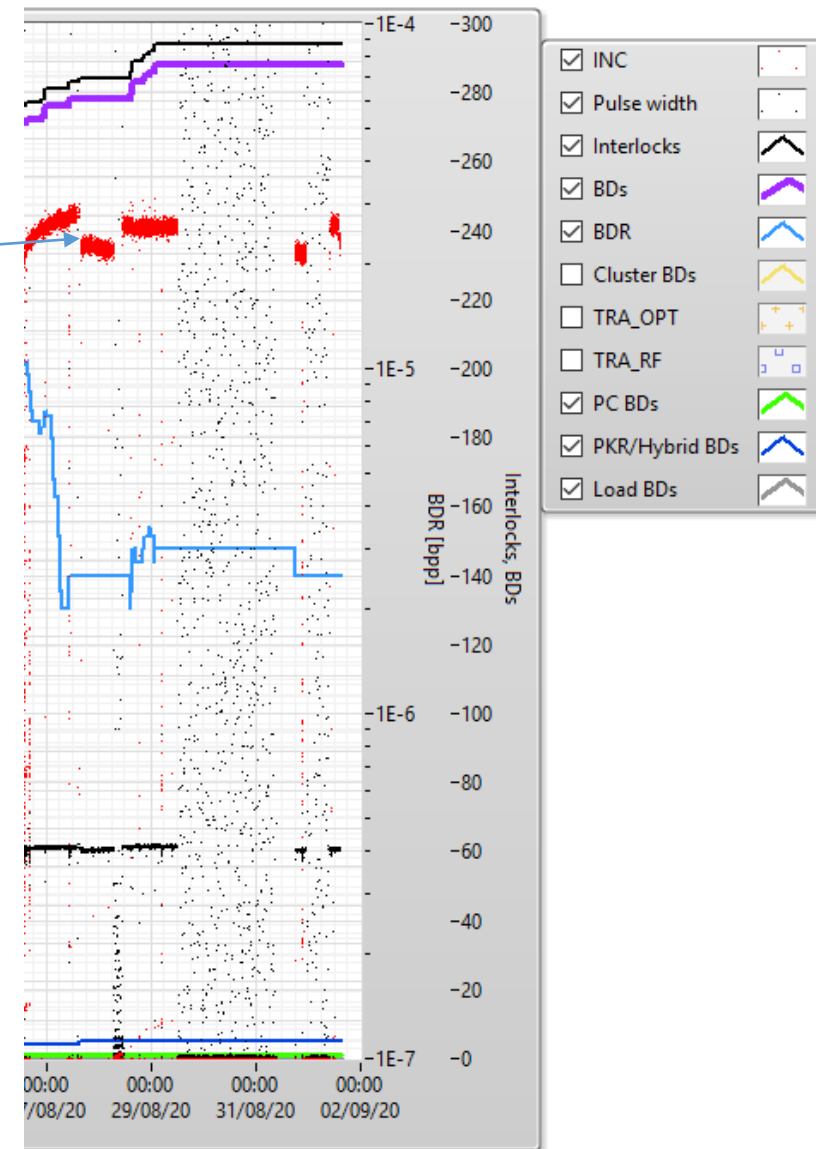 1E-4
1E-5
1E-6
1E-7
BDR [bpp]
300
280
260
240
220
200
180
160
140
120
100
80
60
40
20
0
Interlocks, BDs
00:00
7/08/20
00:00
29/08/20
00:00
31/08/20
00:00
02/09/20
INC
Pulse width
Interlocks
BDs
BDR
Cluster BDs
TRA_OPT
TRA_RF
PC BDs
PKR/Hybrid BDs
Load BDs